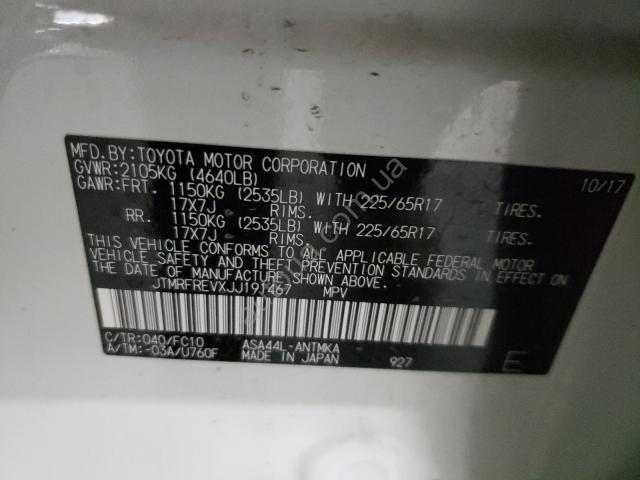 MFD.BY:TOYOTA MOTOR CORPORATION 10/17
GVWR:2105KG (4640LB)
GAWR:FRT. 1150KG (2535LB) WITH 225/65R17 TIRES.
17X7J RIMS.
RR. 1150KG (2535LB) WITH 225/65R17 TIRES.
17X7J RIMS.
THIS VEHICLE CONFORMS TO ALL APPLICABLE FEDERAL MOTOR
VEHICLE SAFETY, BUMPER, AND THEFT PREVENTION STANDARDS IN EFFECT
ON THE DATE OF MANUFACTURE SHOWN ABOVE.
JTMRFREVXJJ191467 MPV
C/TR:040/FC10 ASA44L-ANTMKA
A/TM:-03A/U760F MADE IN JAPAN 927 E